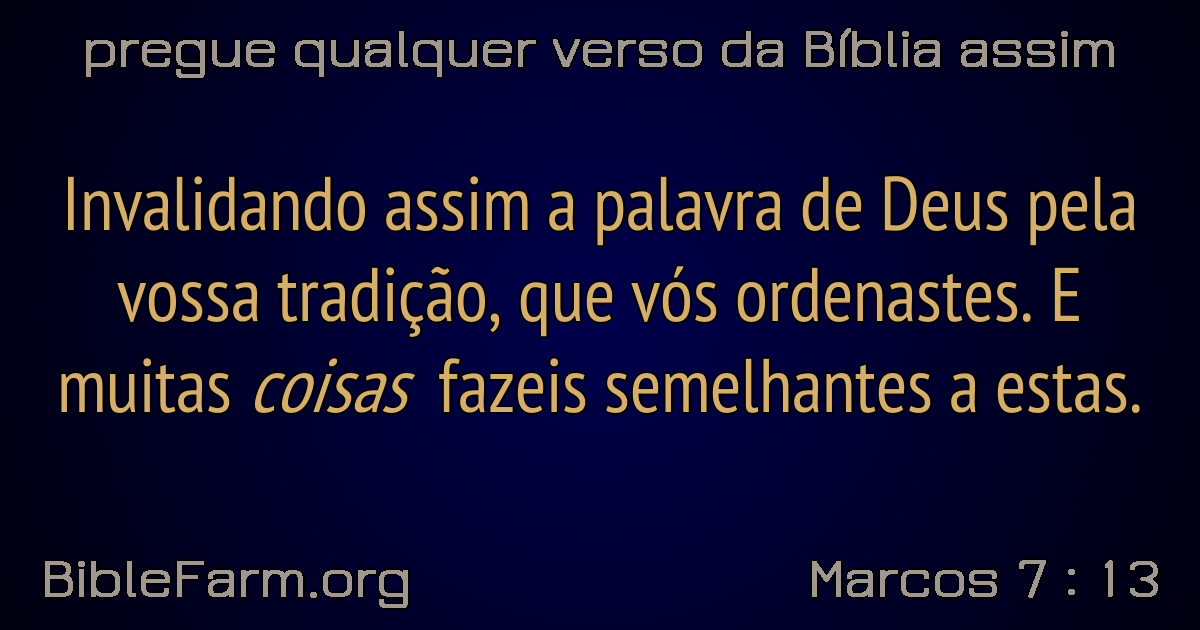 pregue qualquer verso da Bíblia assim
Invalidando assim a palavra de Deus pela
vossa tradição, que vós ordenastes. E
muitas coisas fazeis semelhantes a estas.
BibleFarm.org
Marcos 7 : 13